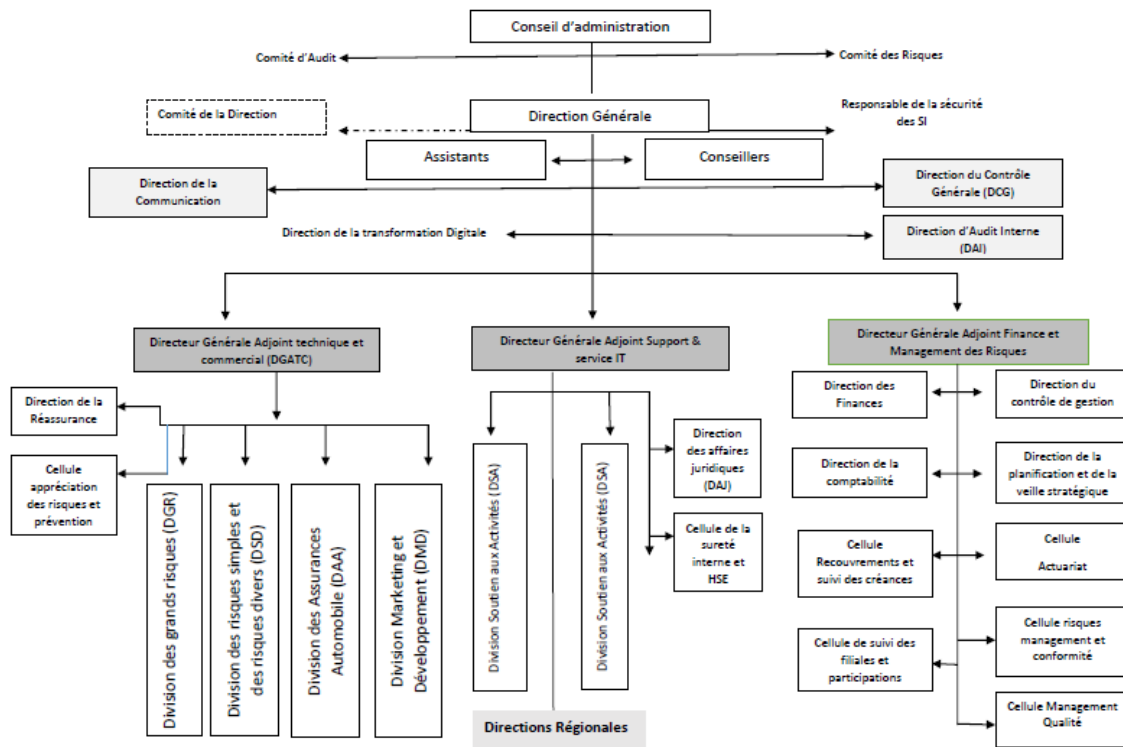 Conseil d'administration
Comité d'Audit
Comité des Risques
Comité de la Direction
Direction Générale
Responsable de la sécurité
des SI
Assistants
Conseillers
Direction de la
Communication
Direction du Contrôle
Générale (DCG)
Direction de la transformation Digitale
Direction d'Audit Interne
(DAI)
Directeur Générale Adjoint technique et
commercial (DGATC)
Directeur Générale Adjoint Support &
service IT
Directeur Générale Adjoint Finance et
Management des Risques
Direction de la
Réassurance
Cellule
appréciation
des risques et
prévention
Division des grands risques (DGR)
Division des risques simples et
des risques divers (DSD)
Division des Assurances
Automobile (DAA)
Division Marketing et
Développement (DMD)
Division Soutien aux Activités (DSA)
Division Soutien aux Activités (DSA)
Direction
des affaires
juridiques
(DAJ)
Cellule de la
sureté
interne et
HSE
Directions Régionales
Direction des
Finances
Direction du
contrôle de gestion
Direction de la
comptabilité
Direction de la
planification et de la
veille stratégique
Cellule
Recouvrements et
suivi des créances
Cellule
Actuariat
Cellule de suivi des
filiales et
participations
Cellule risques
management et
conformité
Cellule Management
Qualité